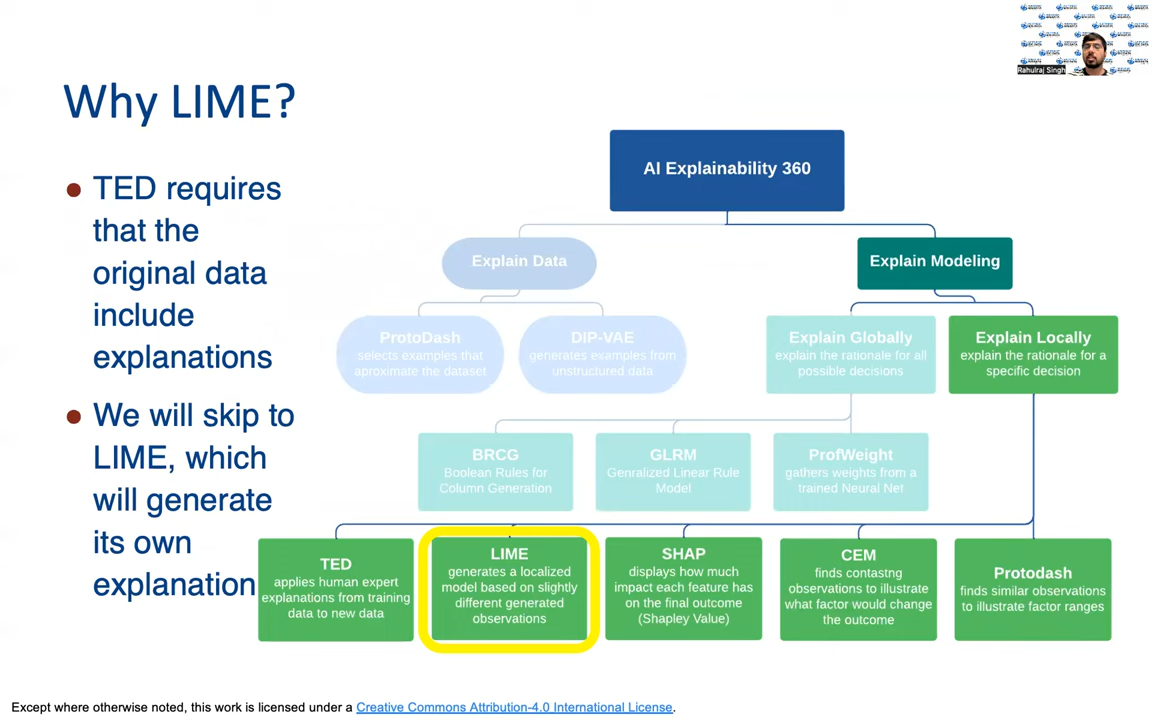 Rahulraj Singh
Why LIME?
TED requires
that the
original data
include
explanations
We will skip to
LIME, which
will generate
its own
explanation
AI Explainability 360
Explain Data
Explain Modeling
ProtoDash
selects examples that
aproximate the dataset
DIP-VAE
generates examples from
unstructured data
Explain Globally
explain the rationale for all
possible decisions
Explain Locally
explain the rationale for a
specific decision
BRCG
Boolean Rules for
Column Generation
GLRM
Genralized Linear Rule
Model
ProfWeight
gathers weights from a
trained Neural Net
TED
applies human expert
explanations from training
data to new data
LIME
generates a localized
model based on slightly
different generated
observations
SHAP
displays how much
impact each feature has
on the final outcome
(Shapley Value)
CEM
finds contastng
observations to illustrate
what factor would change
the outcome
Protodash
finds similar observations
to illustrate factor ranges
Except where otherwise noted, this work is licensed under a Creative Commons Attribution-4.0 International License.